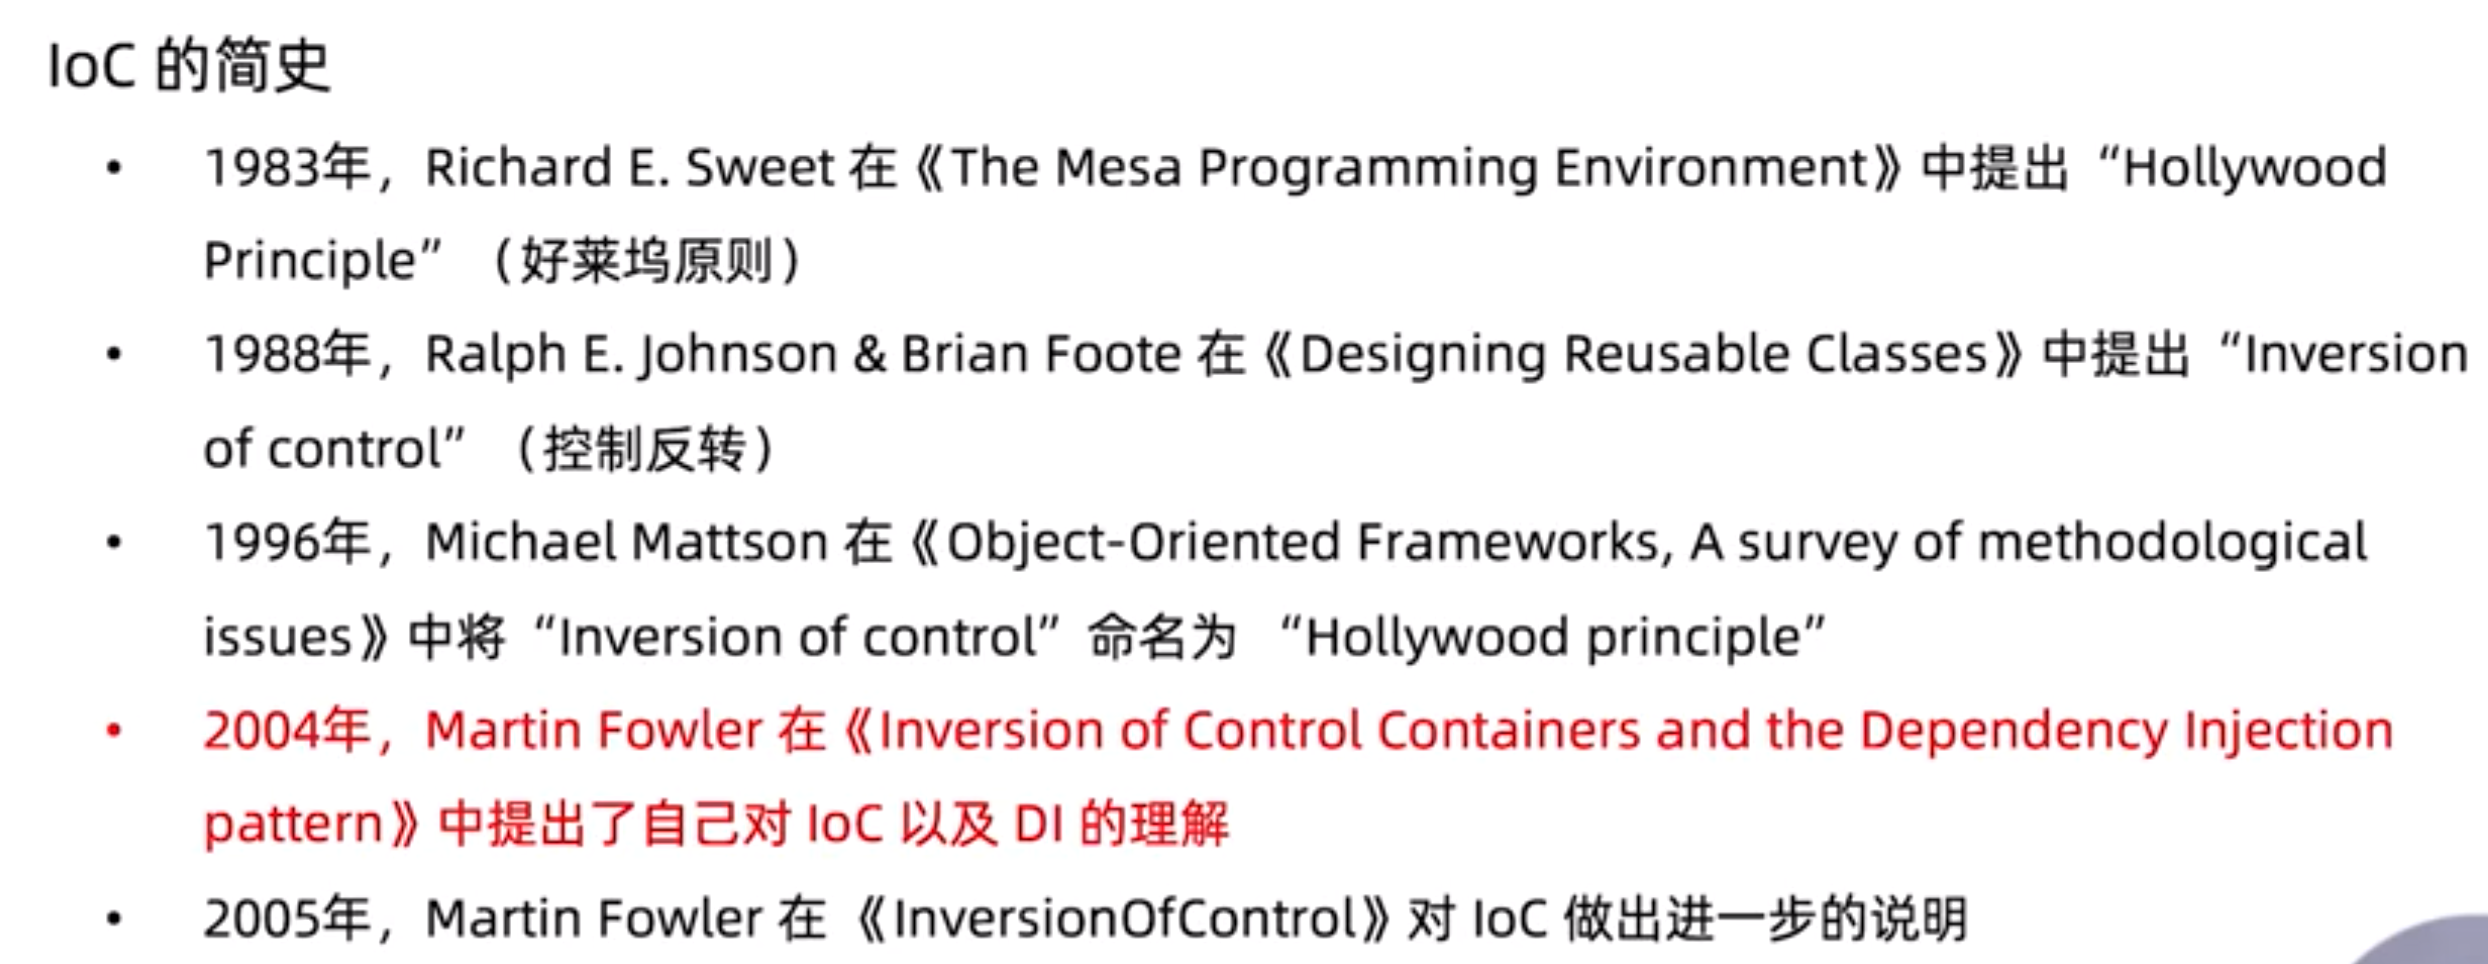 IoC 的简史
• 1983年，Richard E. Sweet 在《The Mesa Programming Environment》中提出“Hollywood
Principle”（好莱坞原则）
• 1988年，Ralph E. Johnson & Brian Foote 在《Designing Reusable Classes》中提出“Inversion
of control”（控制反转）
• 1996年，Michael Mattson 在《Object-Oriented Frameworks, A survey of methodological
issues》中将“Inversion of control”命名为 “Hollywood principle”
• 2004年，Martin Fowler 在《Inversion of Control Containers and the Dependency Injection
pattern》中提出了自己对 IoC 以及 DI 的理解
• 2005年，Martin Fowler 在 《InversionOfControl》对 IoC 做出进一步的说明